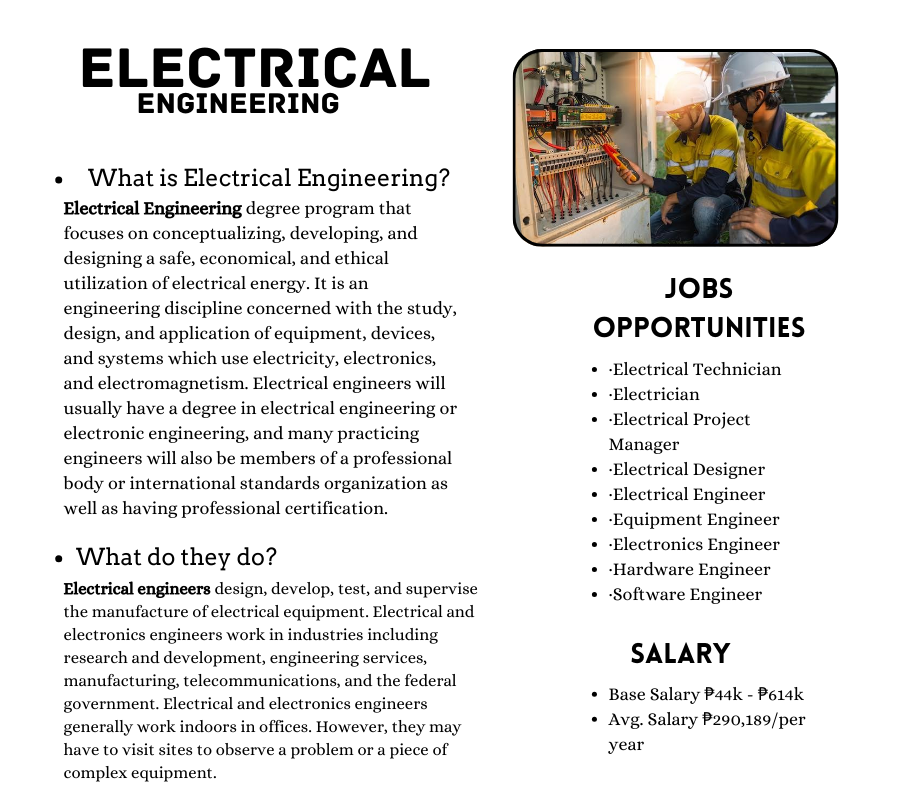 ELECTRICAL
ENGINEERING
• What is Electrical Engineering?
Electrical Engineering degree program that
focuses on conceptualizing, developing, and
designing a safe, economical, and ethical
utilization of electrical energy. It is an
engineering discipline concerned with the study,
design, and application of equipment, devices,
and systems which use electricity, electronics,
and electromagnetism. Electrical engineers will
usually have a degree in electrical engineering or
electronic engineering, and many practicing
engineers will also be members of a professional
body or international standards organization as
well as having professional certification.
• What do they do?
Electrical engineers design, develop, test, and supervise
the manufacture of electrical equipment. Electrical and
electronics engineers work in industries including
research and development, engineering services,
manufacturing, telecommunications, and the federal
government. Electrical and electronics engineers
generally work indoors in offices. However, they may
have to visit sites to observe a problem or a piece of
complex equipment.
JOBS
OPPORTUNITIES
• ·Electrical Technician
• ·Electrician
• ·Electrical Project
Manager
• ·Electrical Designer
• ·Electrical Engineer
• ·Equipment Engineer
• ·Electronics Engineer
• ·Hardware Engineer
• ·Software Engineer
SALARY
• Base Salary ₱44k - ₱614k
• Avg. Salary ₱290,189/per
year